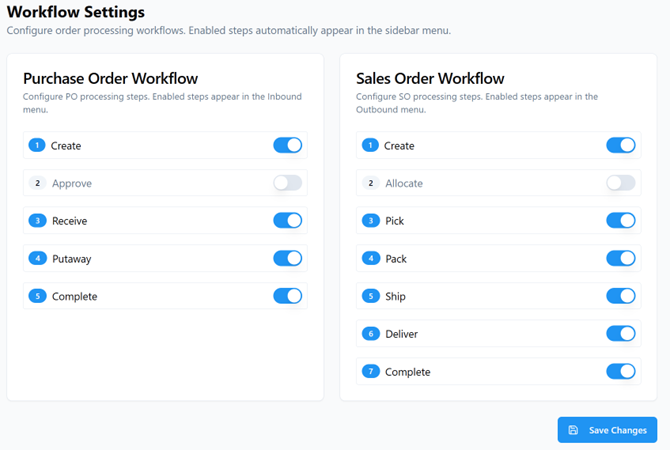 Workflow Settings
Configure order processing workflows. Enabled steps automatically appear in the sidebar menu.
Purchase Order Workflow
Configure PO processing steps. Enabled steps appear in the Inbound
menu.
1 Create
2 Approve
3 Receive
4 Putaway
5 Complete
Sales Order Workflow
Configure SO processing steps. Enabled steps appear in the
Outbound menu.
1 Create
2 Allocate
3 Pick
4 Pack
5 Ship
6 Deliver
7 Complete
Save Changes